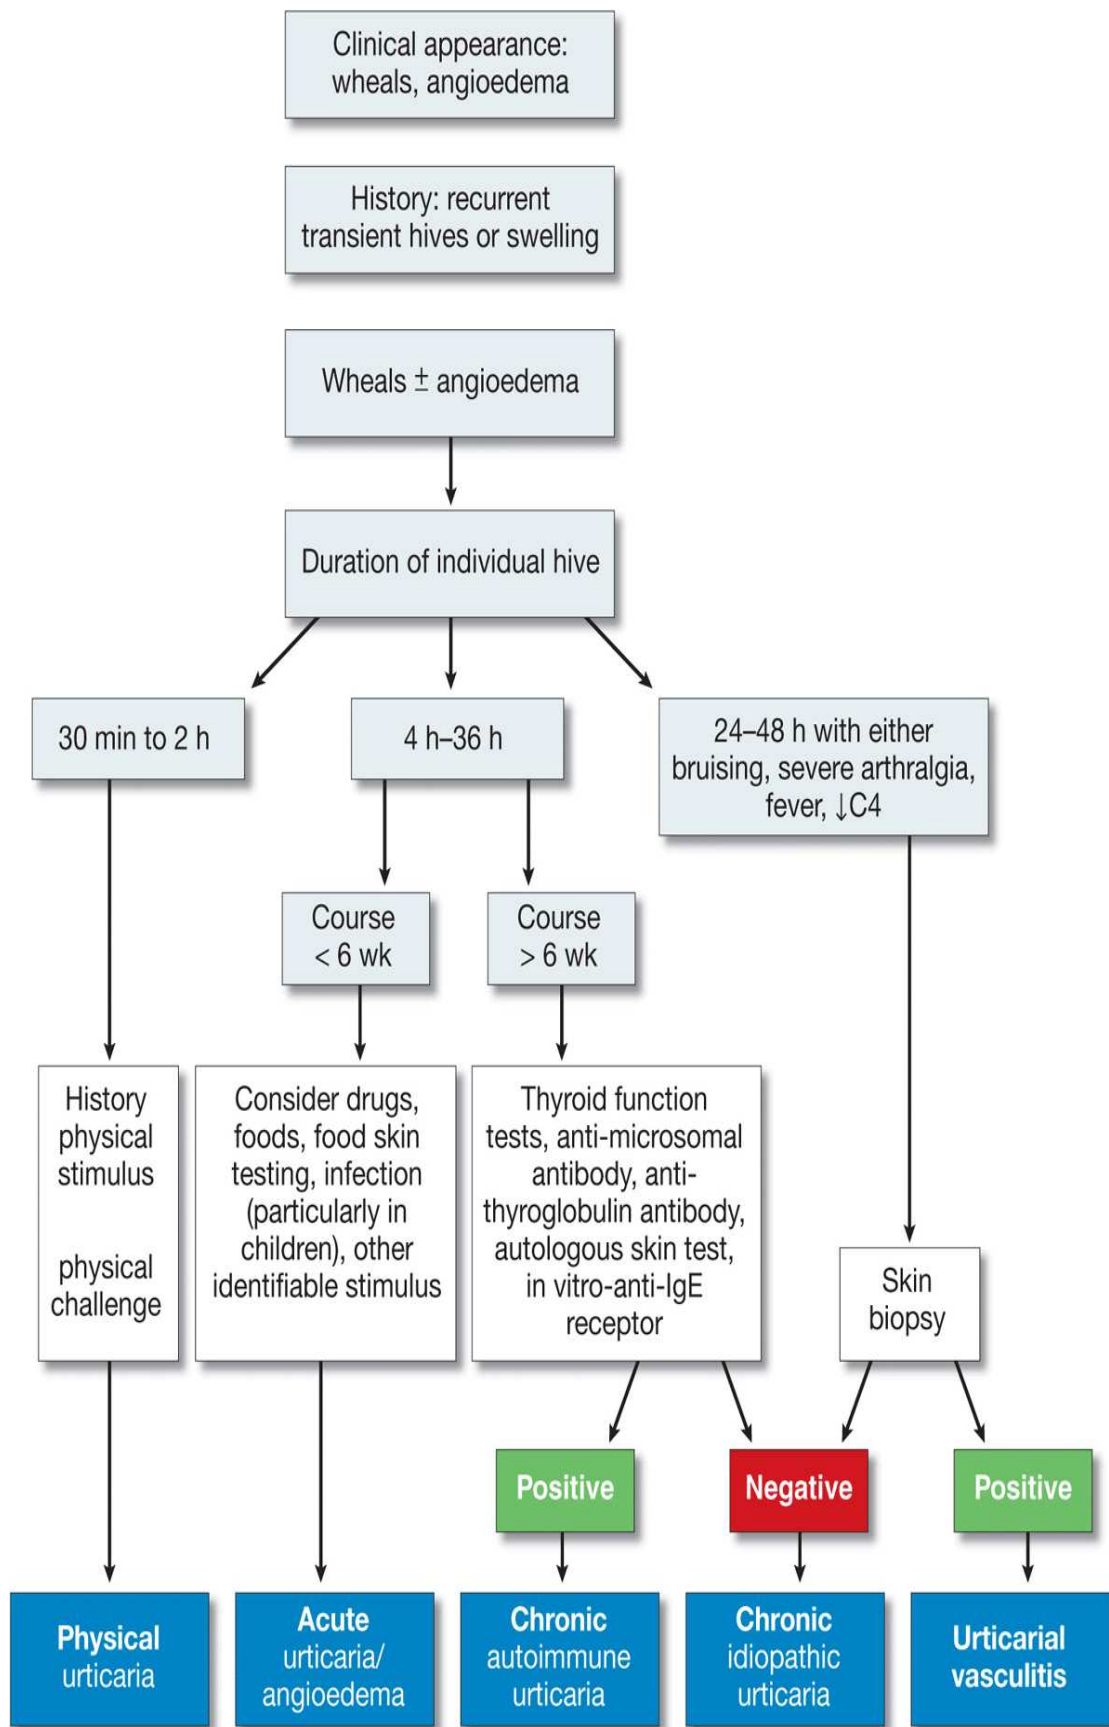 Clinical appearance:
wheals, angioedema
History: recurrent
transient hives or swelling
Wheals ± angioedema
Duration of individual hive
30 min to 2 h
4 h–36 h
24–48 h with either
bruising, severe arthralgia,
fever, ↓C4
Course
< 6 wk
Course
> 6 wk
History
physical
stimulus
physical
challenge
Consider drugs,
foods, food skin
testing, infection
(particularly in
children), other
identifiable stimulus
Thyroid function
tests, anti-microsomal
antibody, anti-
thyroglobulin antibody,
autologous skin test,
in vitro-anti-IgE
receptor
Skin
biopsy
Positive
Negative
Positive
Physical
urticaria
Acute
urticaria/
angioedema
Chronic
autoimmune
urticaria
Chronic
idiopathic
urticaria
Urticarial
vasculitis